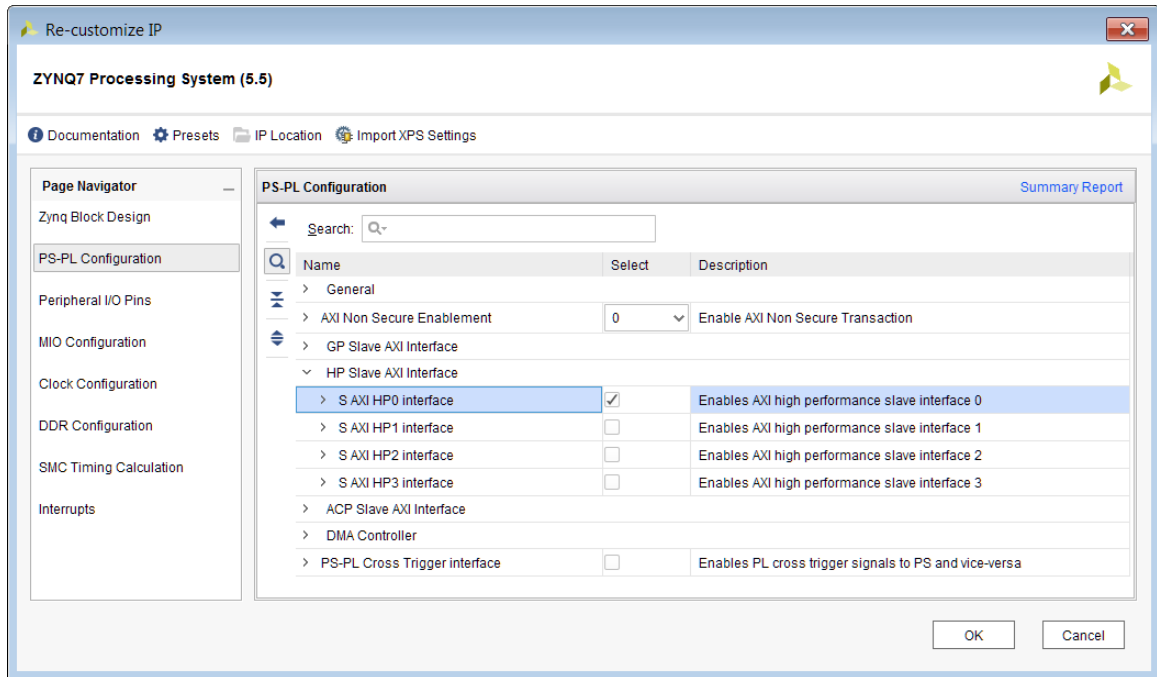 Re-customize IP
ZYNQ7 Processing System (5.5)
Documentation Presets IP Location Import XPS Settings
Page Navigator
Zynq Block Design
PS-PL Configuration
Peripheral I/O Pins
MIO Configuration
Clock Configuration
DDR Configuration
SMC Timing Calculation
Interrupts
PS-PL Configuration Summary Report
Search:
Name Select Description
General
AXI Non Secure Enablement 0 Enable AXI Non Secure Transaction
GP Slave AXI Interface
HP Slave AXI Interface
S AXI HP0 interface Enables AXI high performance slave interface 0
S AXI HP1 interface Enables AXI high performance slave interface 1
S AXI HP2 interface Enables AXI high performance slave interface 2
S AXI HP3 interface Enables AXI high performance slave interface 3
ACP Slave AXI Interface
DMA Controller
PS-PL Cross Trigger interface Enables PL cross trigger signals to PS and vice-versa
OK Cancel